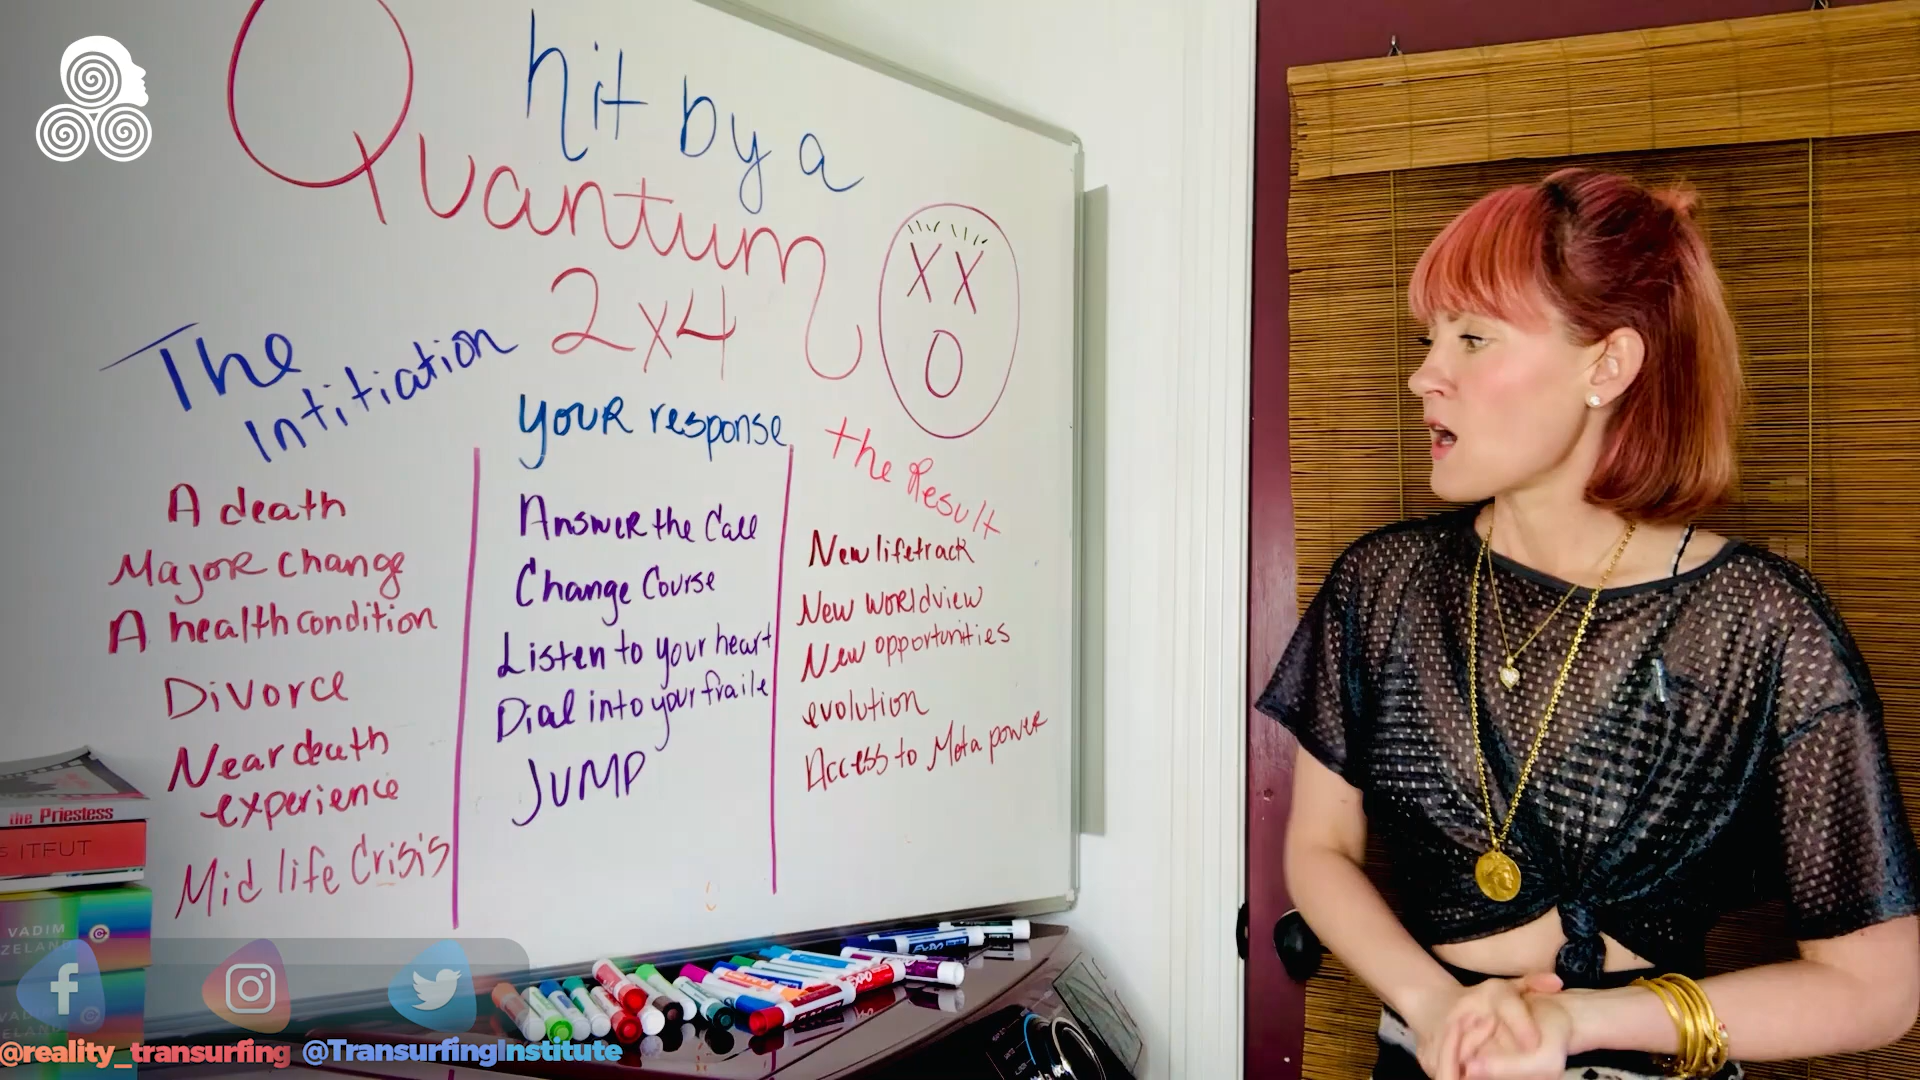 hit by a
Quantum
2x4
XX
O
The
Intitiation
A death
Major change
A health condition
Divorce
Near death
experience
Mid life Crisis
your response
Answer the Call
Change Course
Listen to your heart
Dial into your fraile
JUMP
the Result
New lifetrack
New worldview
New opportunities
evolution
Access to Meta power
the Priestess
ITFUT
VADIM
ZELAND
EXPO
@reality_transurfing @TransurfingInstitute